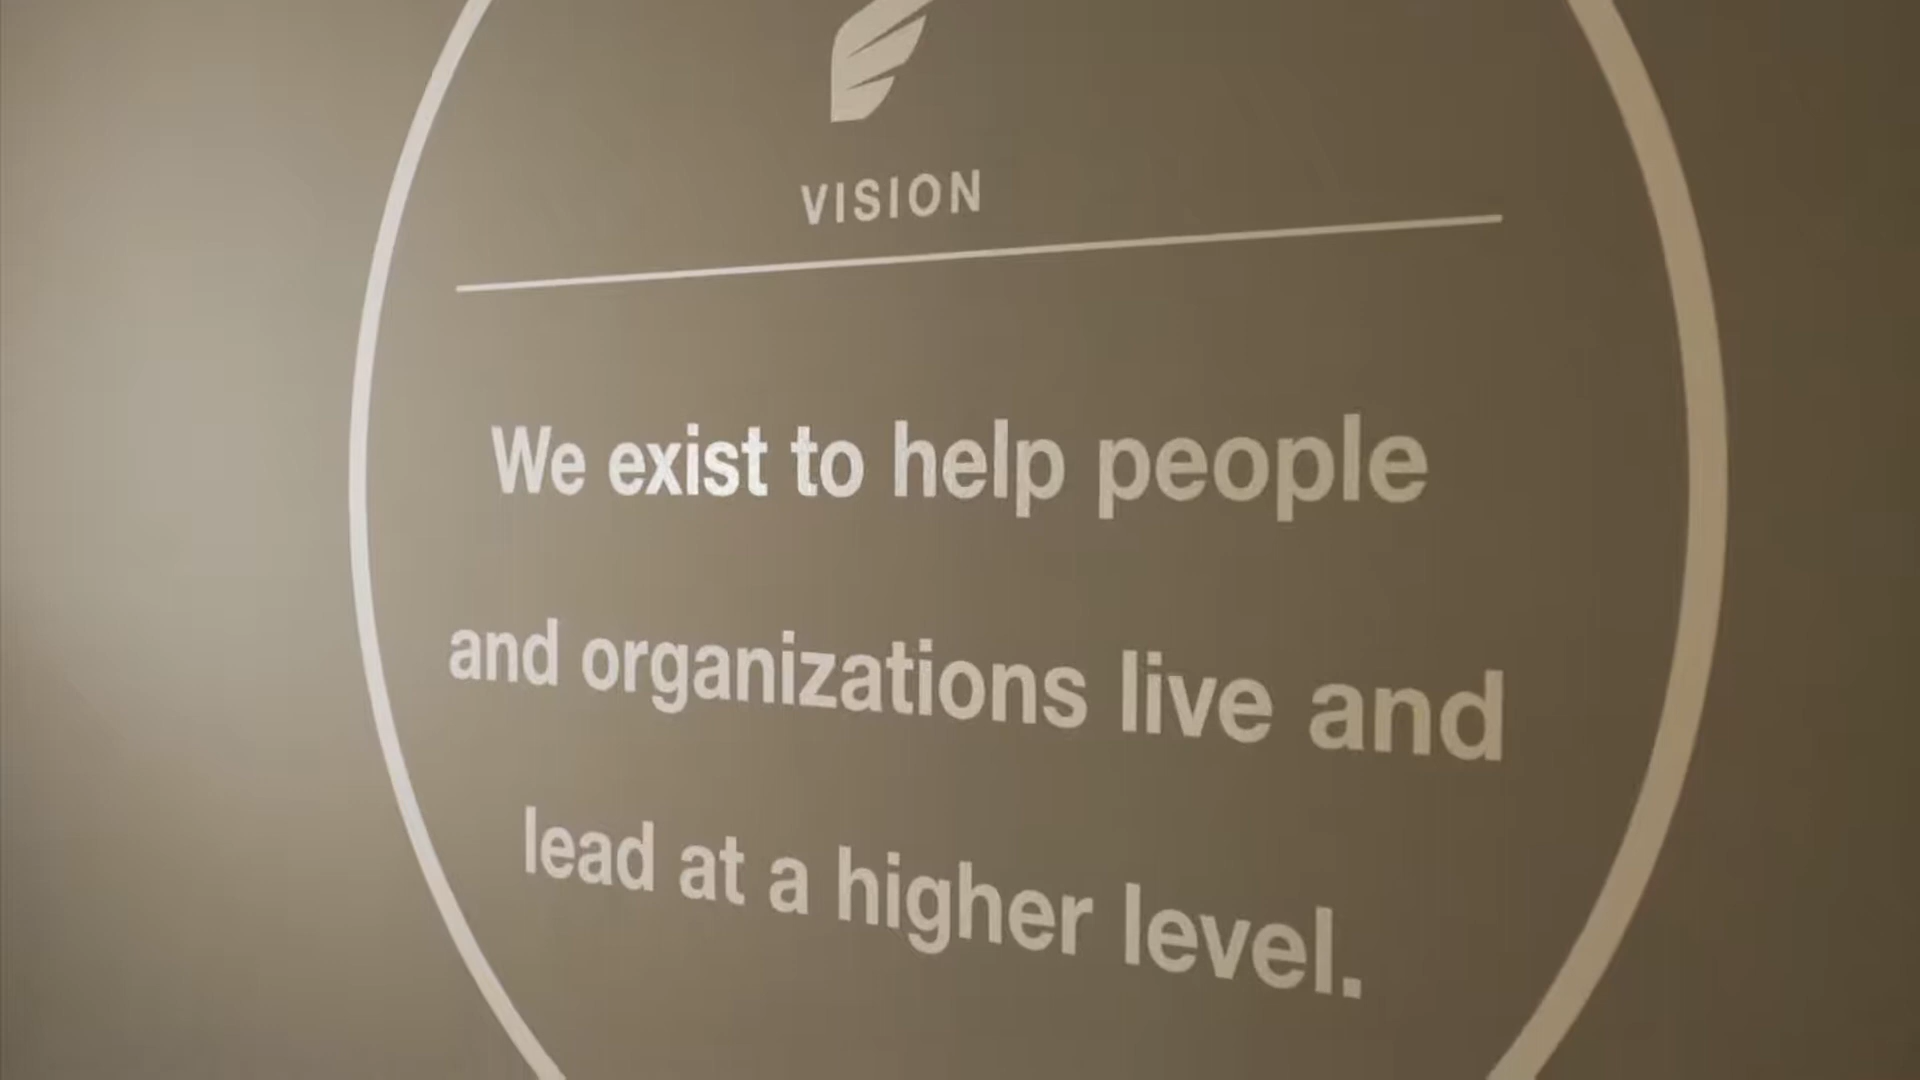 VISION
We exist to help people
and organizations live and
lead at a higher level.